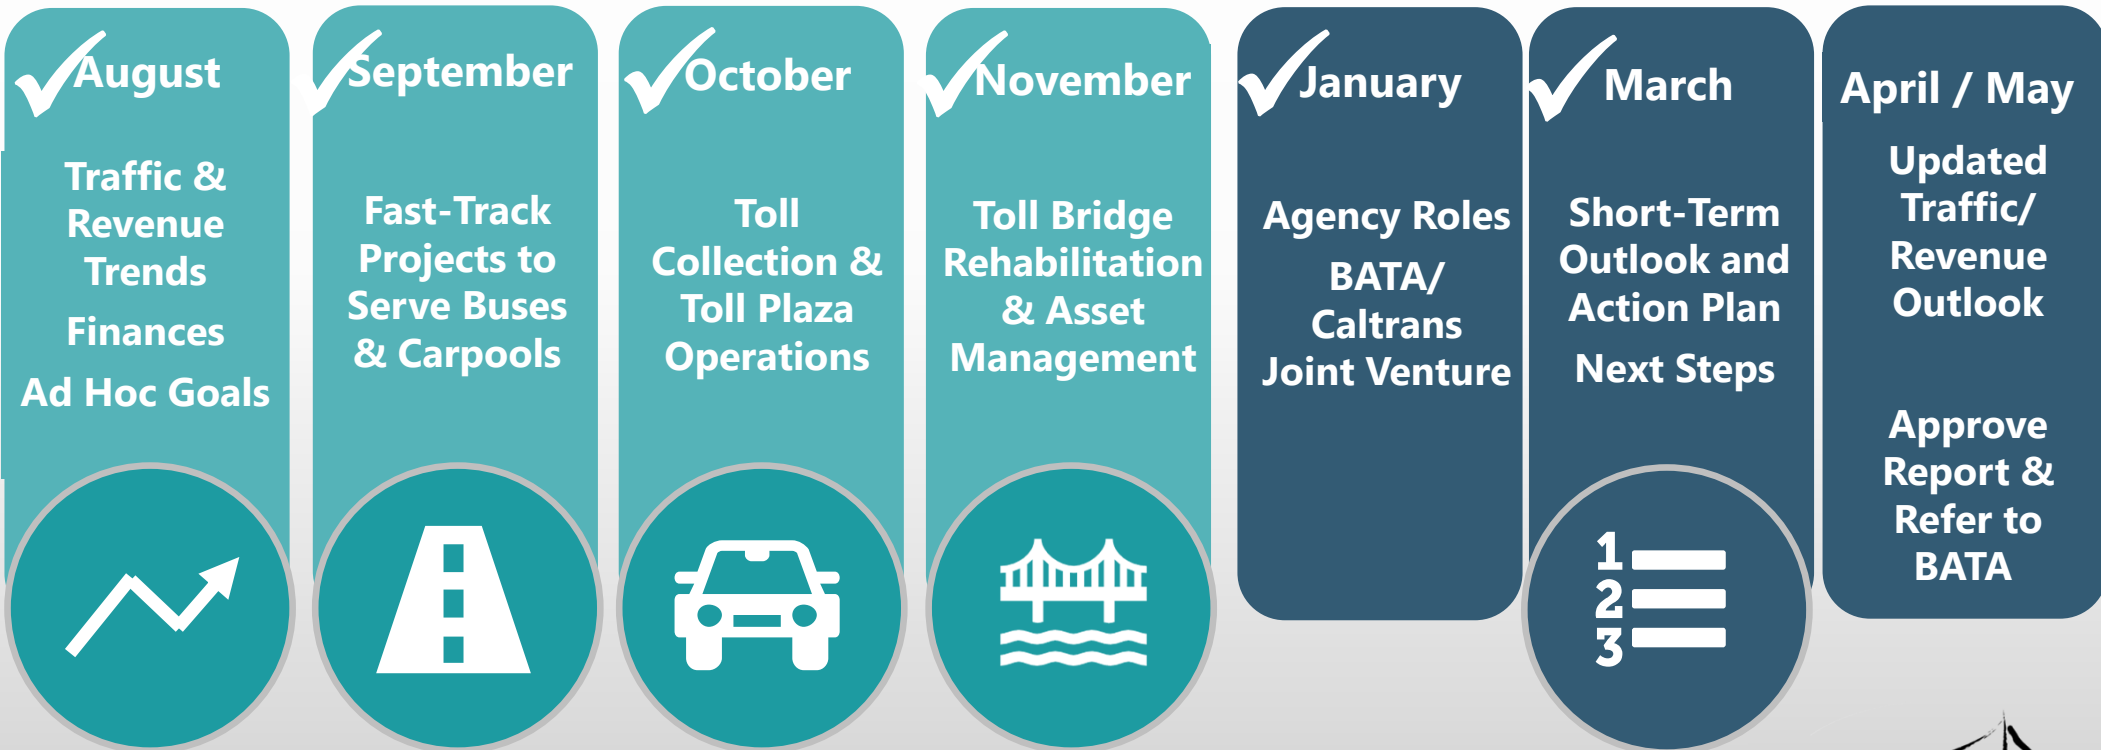 August
Traffic &
Revenue
Trends
Finances
Ad Hoc Goals
September
Fast-Track
Projects to
Serve Buses
& Carpools
October
Toll
Collection &
Toll Plaza
Operations
November
Toll Bridge
Rehabilitation
& Asset
Management
January
Agency Roles
BATA/
Caltrans
Joint Venture
March
Short-Term
Outlook and
Action Plan
Next Steps
1
2
3
April / May
Updated
Traffic/
Revenue
Outlook
Approve
Report &
Refer to
BATA